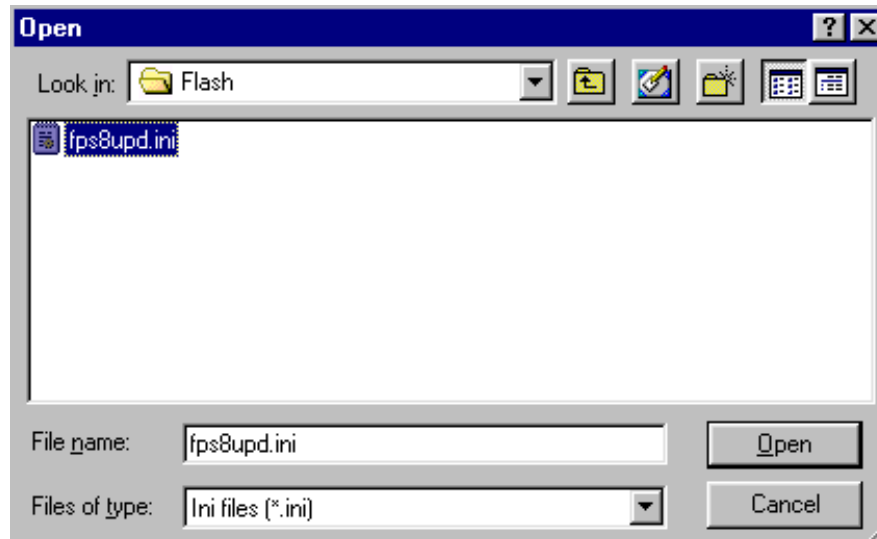 Open
Look in: Flash
fps8upd.ini
File name: fps8upd.ini Open
Files of type: Ini files (*.ini) Cancel